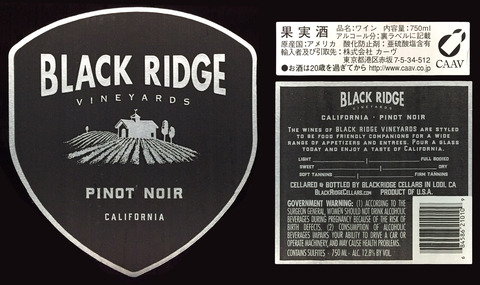 BLACK RIDGE
VINEYARDS
PINOT NOIR
CALIFORNIA
果実酒
品名:ワイン 内容量:750ml
アルコール分:裏ラベルに記載
原産国:アメリカ 酸化防止剤:亜硫酸塩含有
輸入者及び引取先:株式会社 カーヴ
東京都港区赤坂7-5-34-512
●お酒は20歳を過ぎてから http://www.caav.co.jp
CAAV
BLACK RIDGE
VINEYARDS
CALIFORNIA · PINOT NOIR
THE WINES OF BLACK RIDGE VINEYARDS ARE STYLED
TO BE FOOD FRIENDLY COMPANIONS FOR A WIDE
RANGE OF APPETIZERS AND ENTREES. POUR A GLASS
TODAY AND ENJOY A TASTE OF CALIFORNIA.
LIGHT FULL BODIED
SWEET DRY
SOFT TANNING FIRM TANNING
CELLARED & BOTTLED BY BLACKRIDGE CELLARS IN LODI, CA
BLACKRIDGECELLARS.COM PRODUCT OF U.S.A.
GOVERNMENT WARNING: (1) ACCORDING TO THE
SURGEON GENERAL, WOMEN SHOULD NOT DRINK ALCOHOLIC
BEVERAGES DURING PREGNANCY BECAUSE OF THE RISK OF
BIRTH DEFECTS. (2) CONSUMPTION OF ALCOHOLIC
BEVERAGES IMPAIRS YOUR ABILITY TO DRIVE A CAR OR
OPERATE MACHINERY, AND MAY CAUSE HEALTH PROBLEMS.
CONTAINS SULFITES · 750 ML · ALC. 12.8% BY VOL.